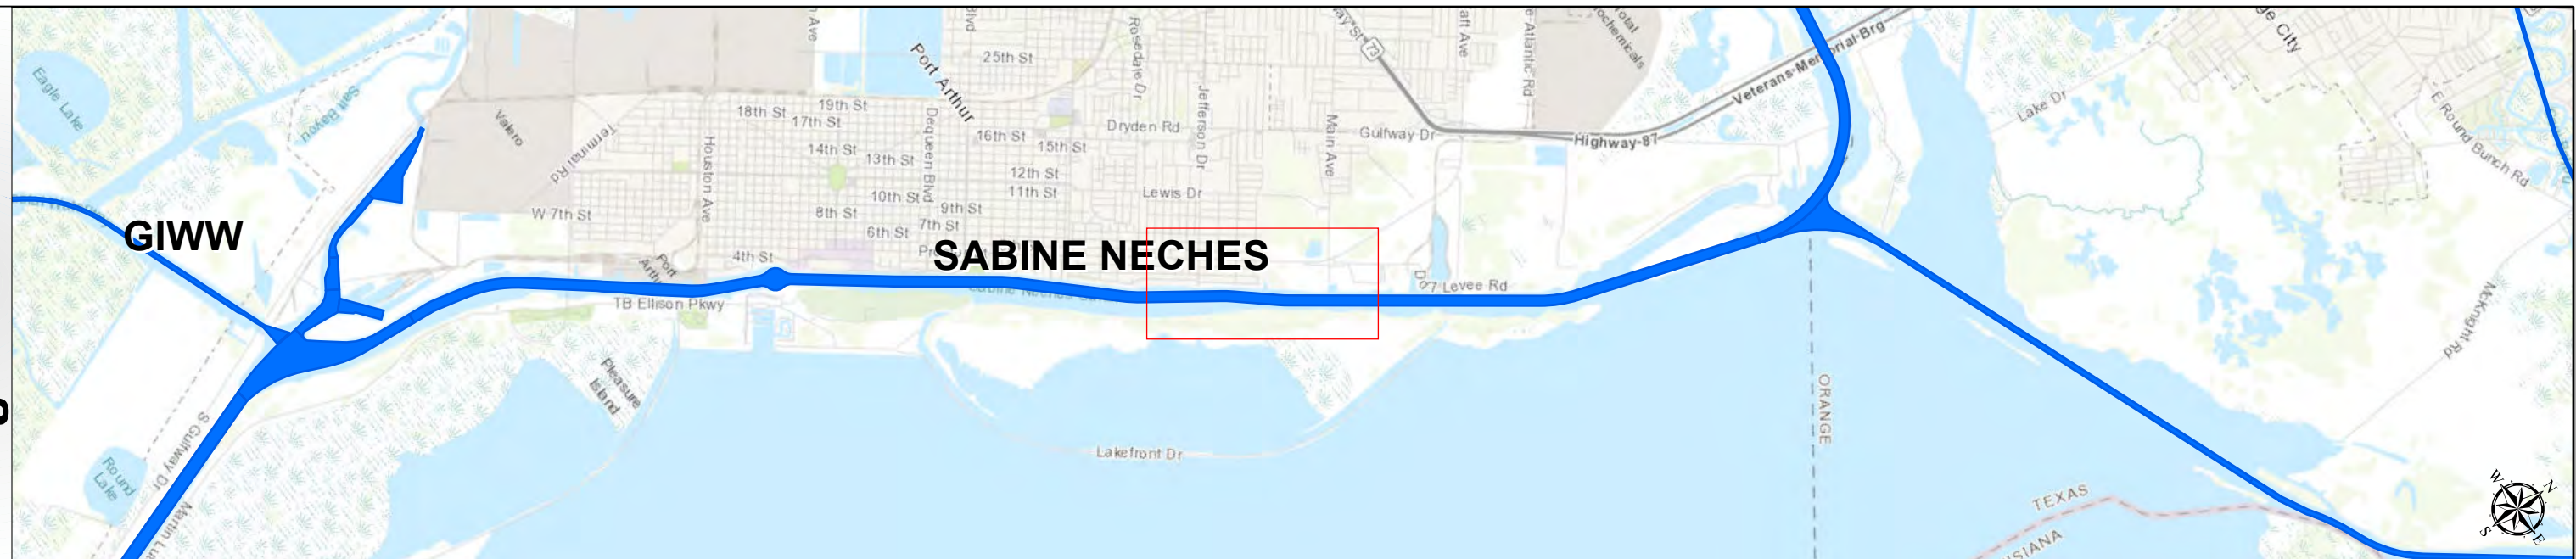 Eagle Lake
Salt Bayou
Valero
Terminal Rd
GIWW
W 7th St
Houston Ave
Ave
Blvd
Port Arthur
25th St
Rosedale Dr
18th St
19th St
17th St
Dequeen Blvd
16th St
15th St
Dryden Rd
Jefferson Dr
14th St
13th St
12th St
11th St
10th St
9th St
8th St
7th St
6th St
Lewis Dr
Main Ave
Gulfway Dr
73
Highway-87
Veterans-Memorial-Brg
Lake Dr
E Round Bunch Rd
McKnight Rd
SABINE NECHES
4th St
Port
TB Ellison Pkwy
Levee Rd
Pleasure
Island
Lakefront Dr
S Gulfway Dr
Round
Lake
ORANGE
TEXAS
W
N
S
E